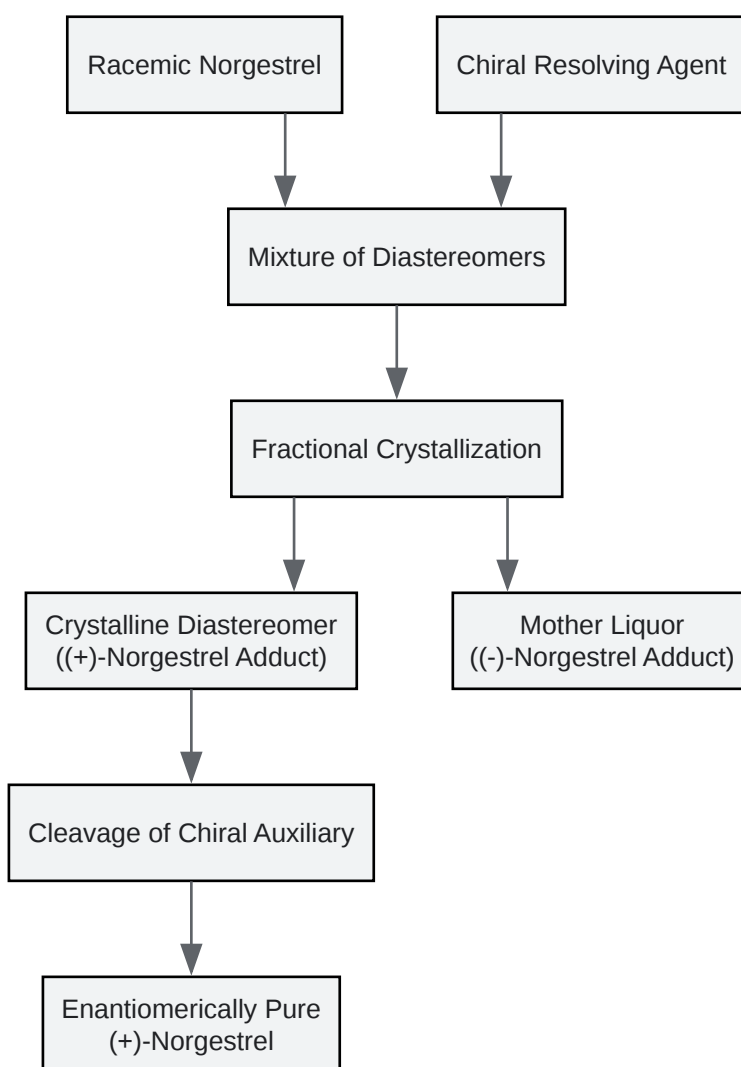 Racemic Norgestrel
Chiral Resolving Agent
Mixture of Diastereomers
Fractional Crystallization
Crystalline Diastereomer
((+)-Norgestrel Adduct)
Mother Liquor
((-)-Norgestrel Adduct)
Cleavage of Chiral Auxiliary
Enantiomerically Pure
(+)-Norgestrel